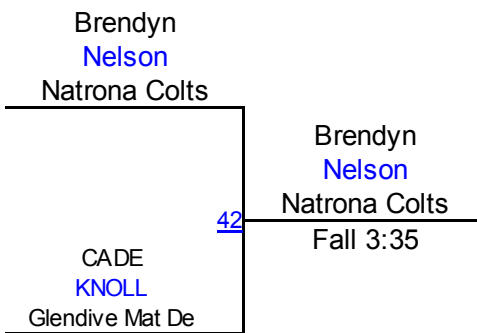 Brendyn
Nelson
Natrona Colts
42
CADE
KNOLL
Glendive Mat De
Brendyn
Nelson
Natrona Colts
Fall 3:35